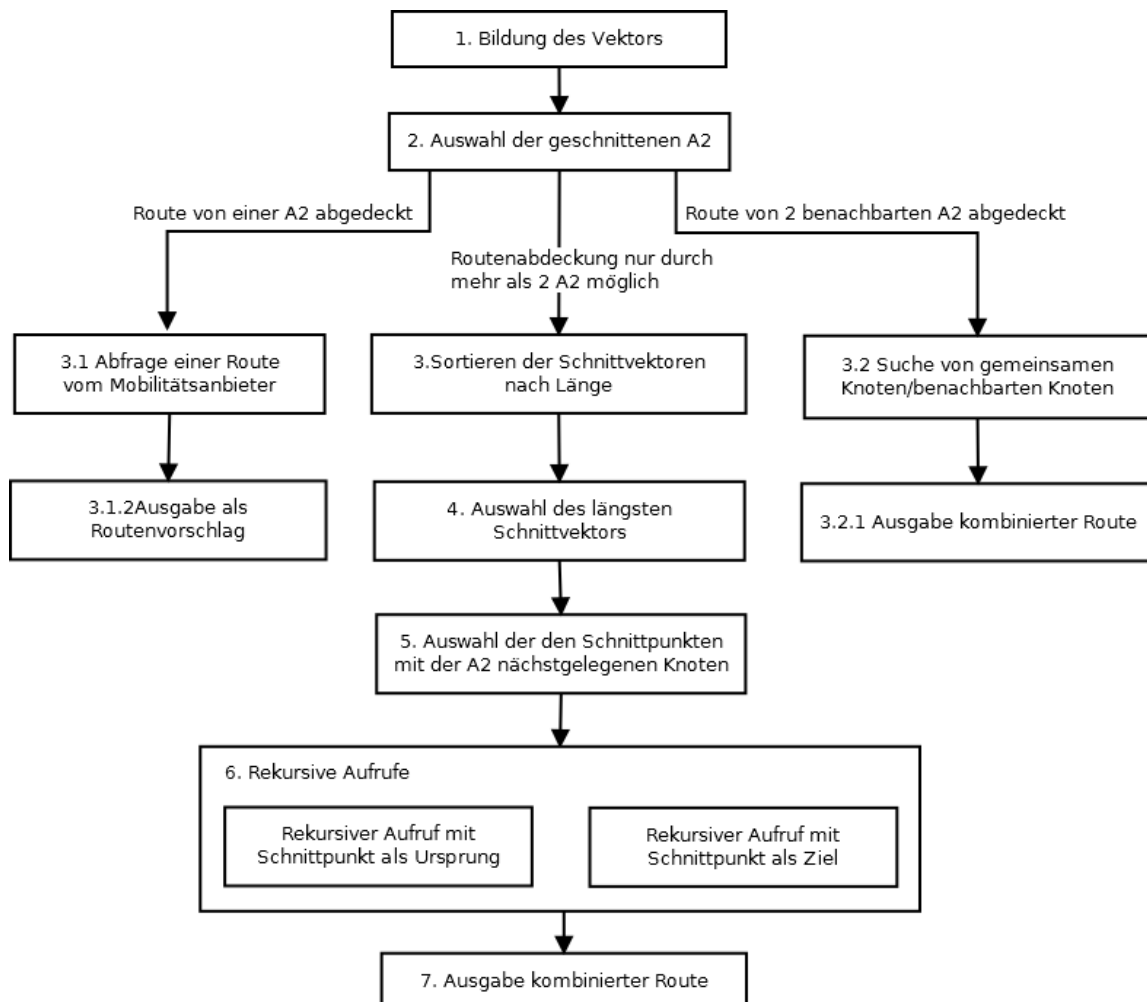 1. Bildung des Vektors
2. Auswahl der geschnittenen A2
Route von einer A2 abgedeckt
Routenabdeckung nur durch
mehr als 2 A2 möglich
Route von 2 benachbarten A2 abgedeckt
3.1 Abfrage einer Route
vom Mobilitätsanbieter
3.Sortieren der Schnittvektoren
nach Länge
3.2 Suche von gemeinsamen
Knoten/benachbarten Knoten
3.1.2Ausgabe als
Routenvorschlag
4. Auswahl des längsten
Schnittvektors
3.2.1 Ausgabe kombinierter Route
5. Auswahl der den Schnittpunkten
mit der A2 nächstgelegenen Knoten
6. Rekursive Aufrufe
Rekursiver Aufruf mit
Schnittpunkt als Ursprung
Rekursiver Aufruf mit
Schnittpunkt als Ziel
7. Ausgabe kombinierter Route